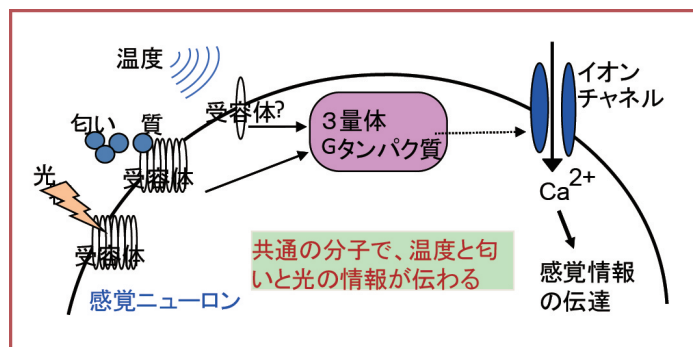 温度
匂い 質
受容体?
イオン
チャネル
3量体
Gタンパク質
光
受容体
受容体
Ca2+
共通の分子で、温度と匂
いと光の情報が伝わる
感覚情報
の伝達
感覚ニューロン